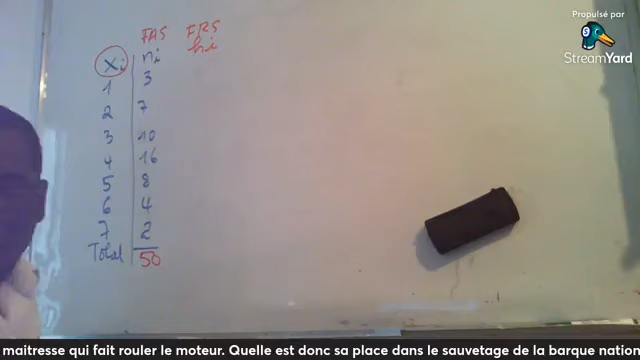 Propulsé par
StreamYard
FAS FRS
xi ni hi
1 3
2 7
3 10
4 16
5 8
6 4
7 2
Total 50
maitresse qui fait rouler le moteur. Quelle est donc sa place dans le sauvetage de la barque natio